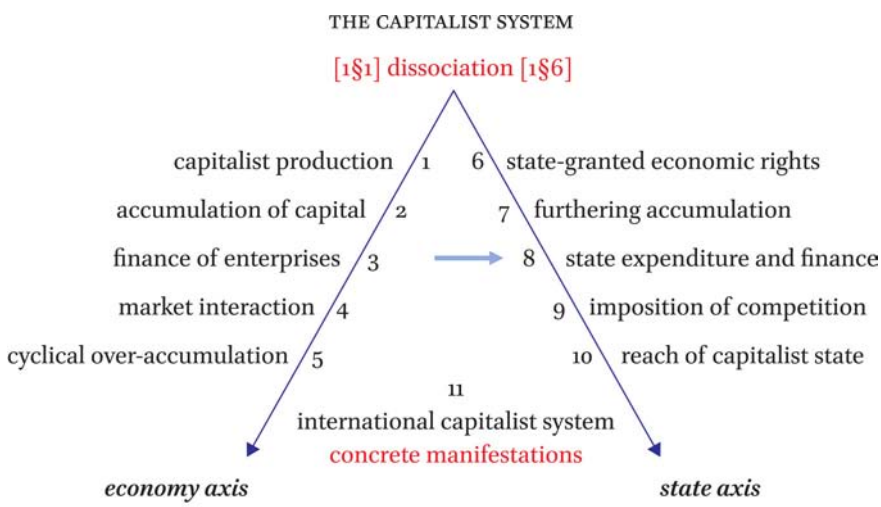 THE CAPITALIST SYSTEM
[1§1] dissociation [1§6]
capitalist production 1 6 state-granted economic rights
accumulation of capital 2 7 furthering accumulation
finance of enterprises 3 8 state expenditure and finance
market interaction 4 9 imposition of competition
cyclical over-accumulation 5 10 reach of capitalist state
11
international capitalist system
concrete manifestations
economy axis state axis